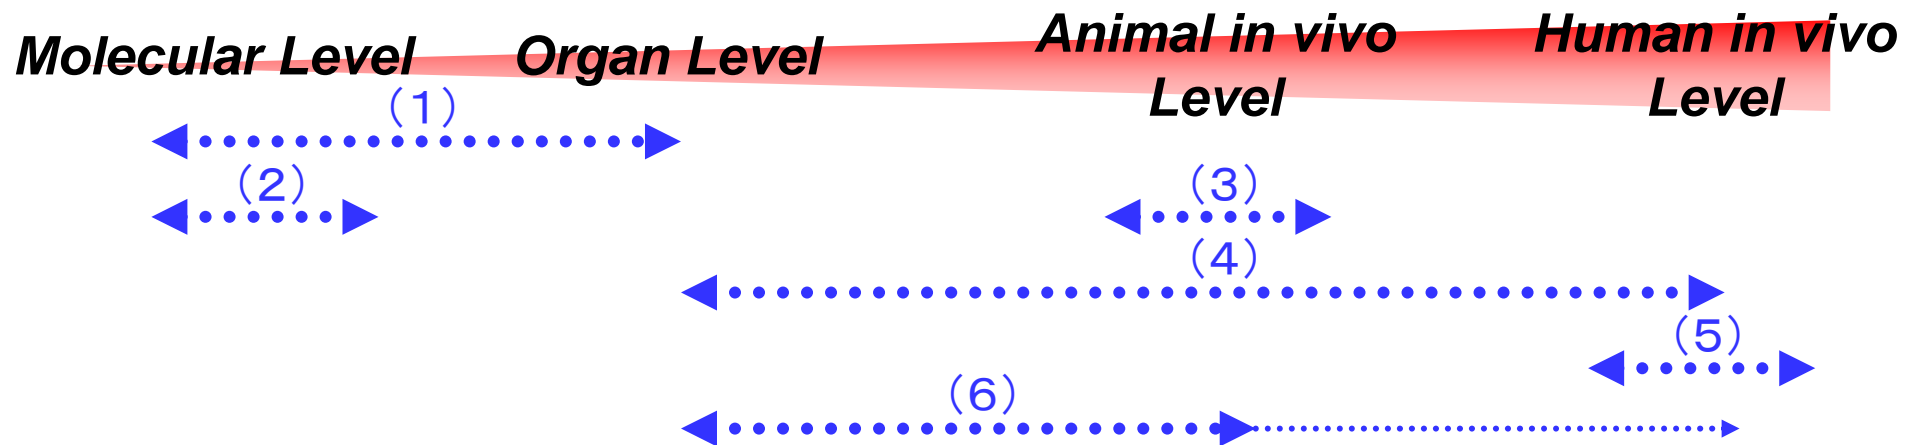 Molecular Level
Organ Level
Animal in vivo
Level
Human in vivo
Level
（1）
（2）
（3）
（4）
（5）
（6）